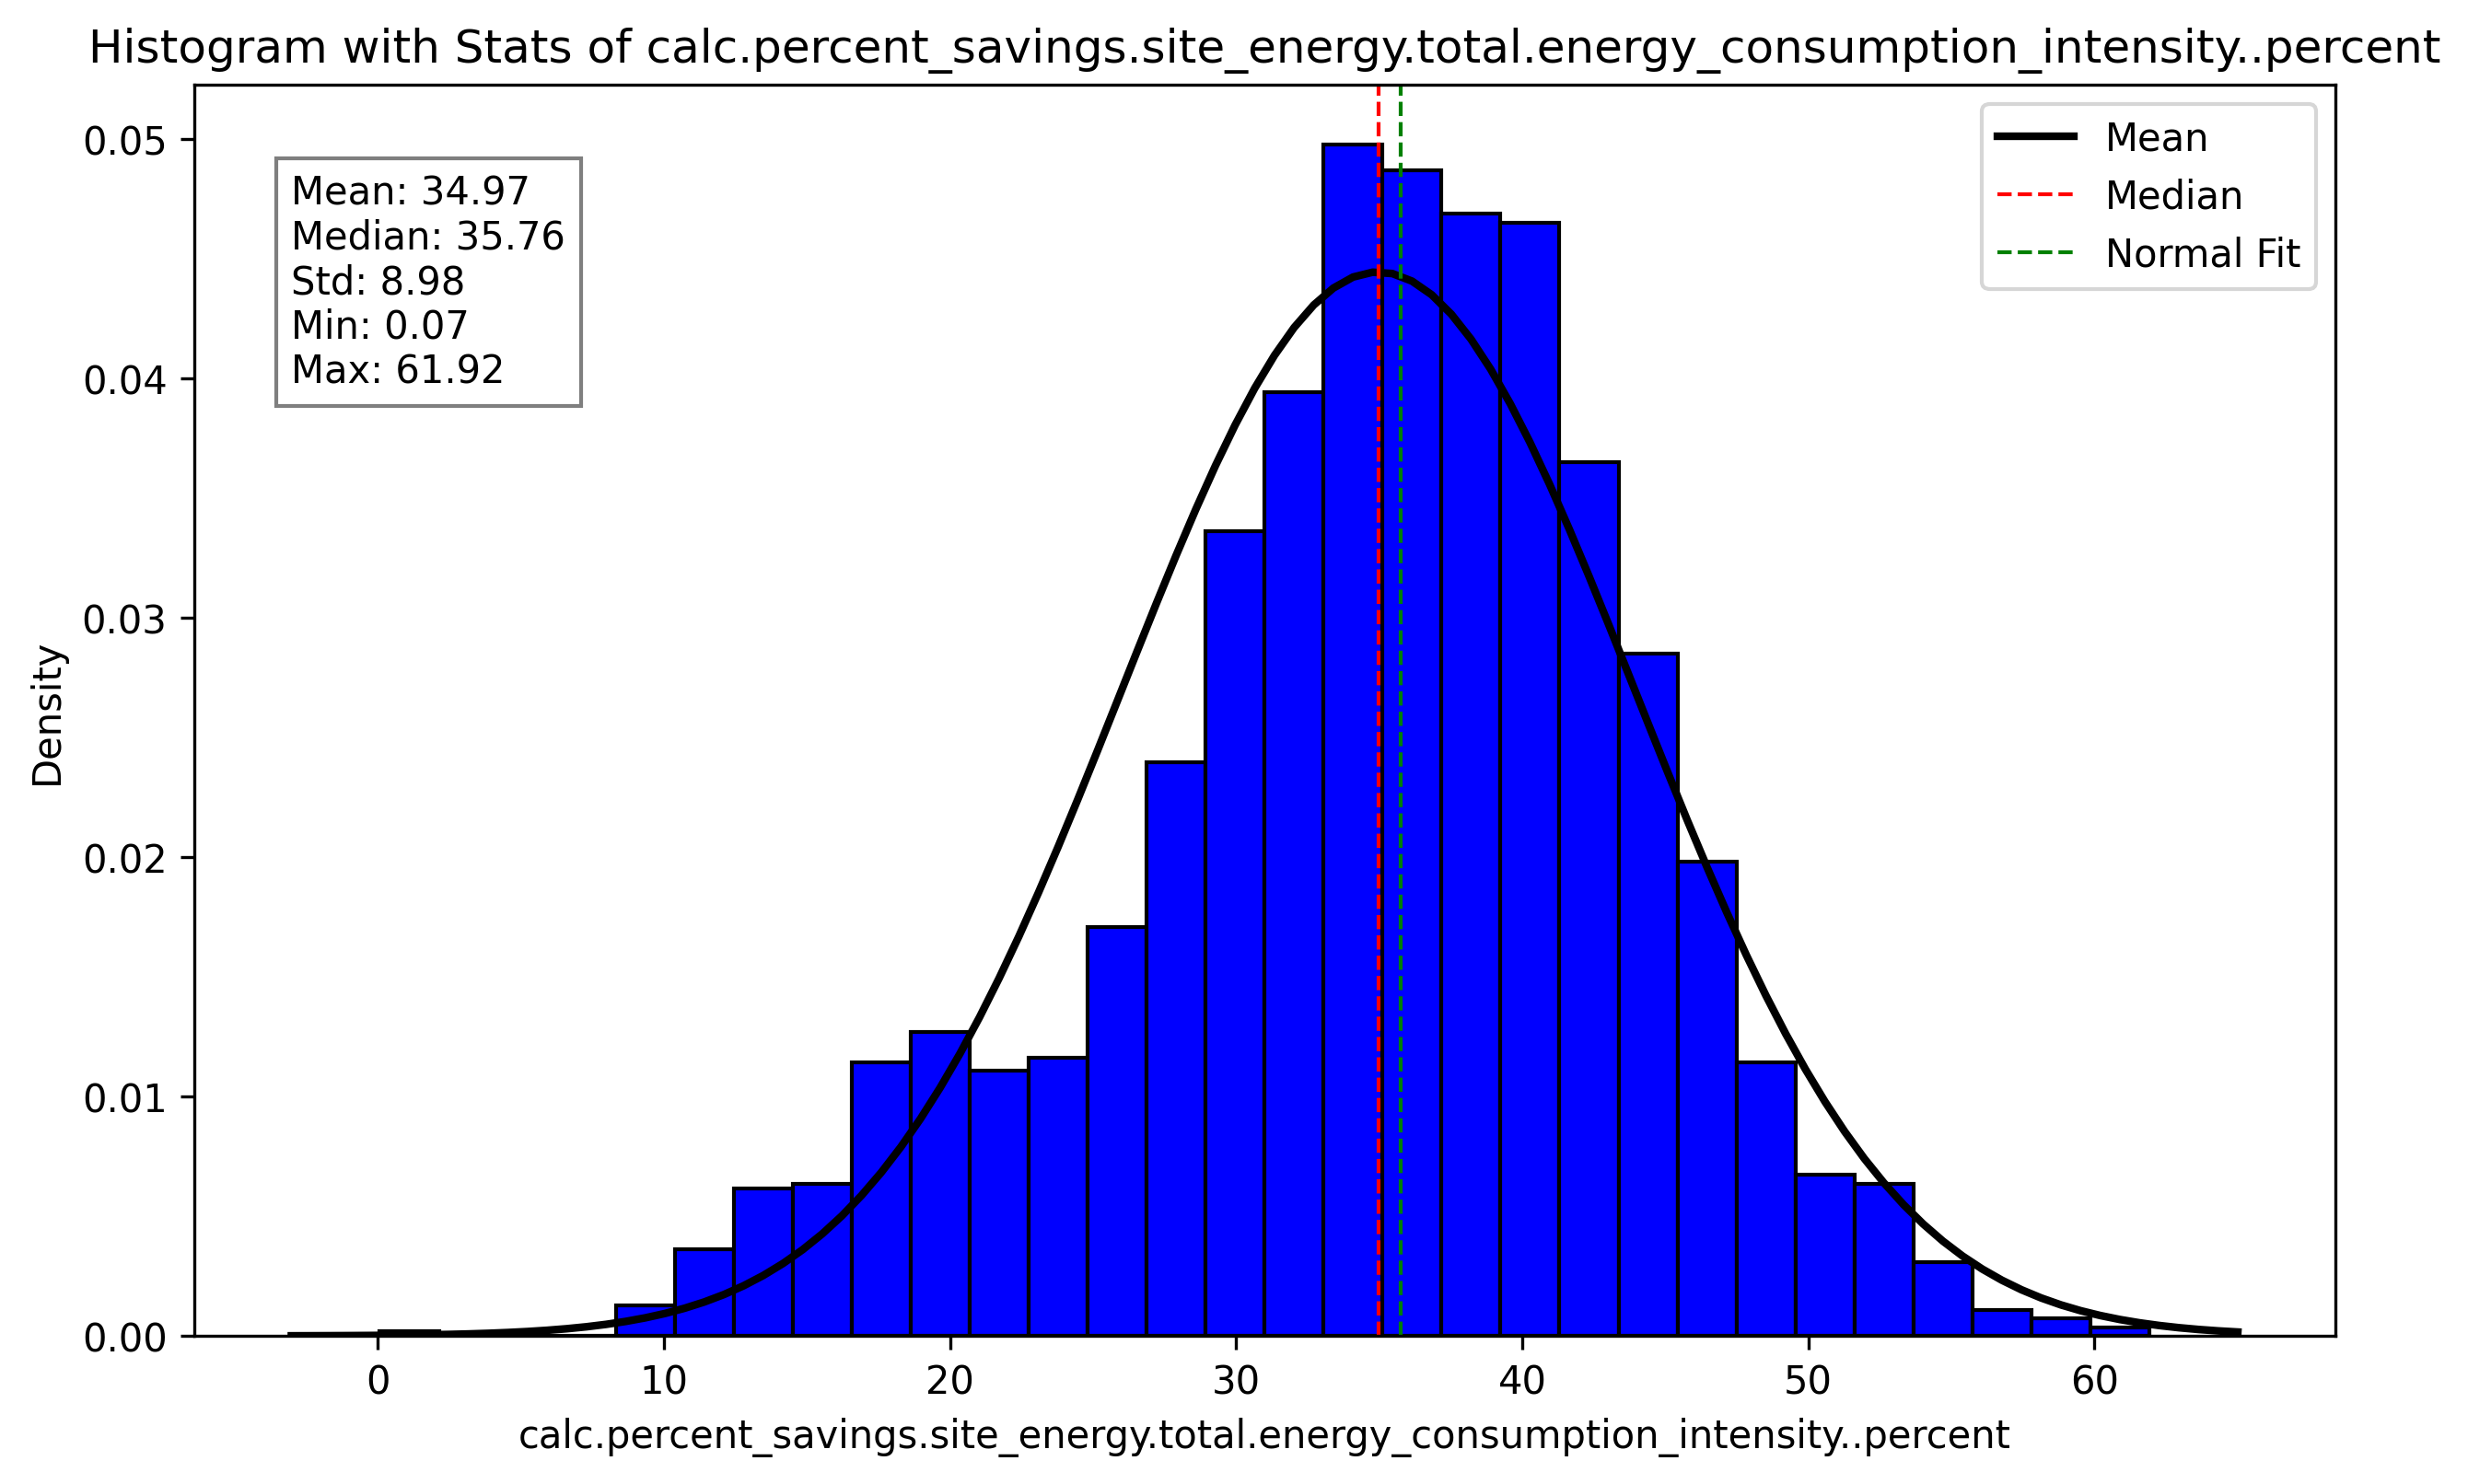 Histogram with Stats of calc.percent_savings.site_energy.total.energy_consumption_intensity..percent
0.05
0.04
0.03
0.02
0.01
0.00
Density
Mean: 34.97
Median: 35.76
Std: 8.98
Min: 0.07
Max: 61.92
Mean
Median
Normal Fit
0 10 20 30 40 50 60
calc.percent_savings.site_energy.total.energy_consumption_intensity..percent